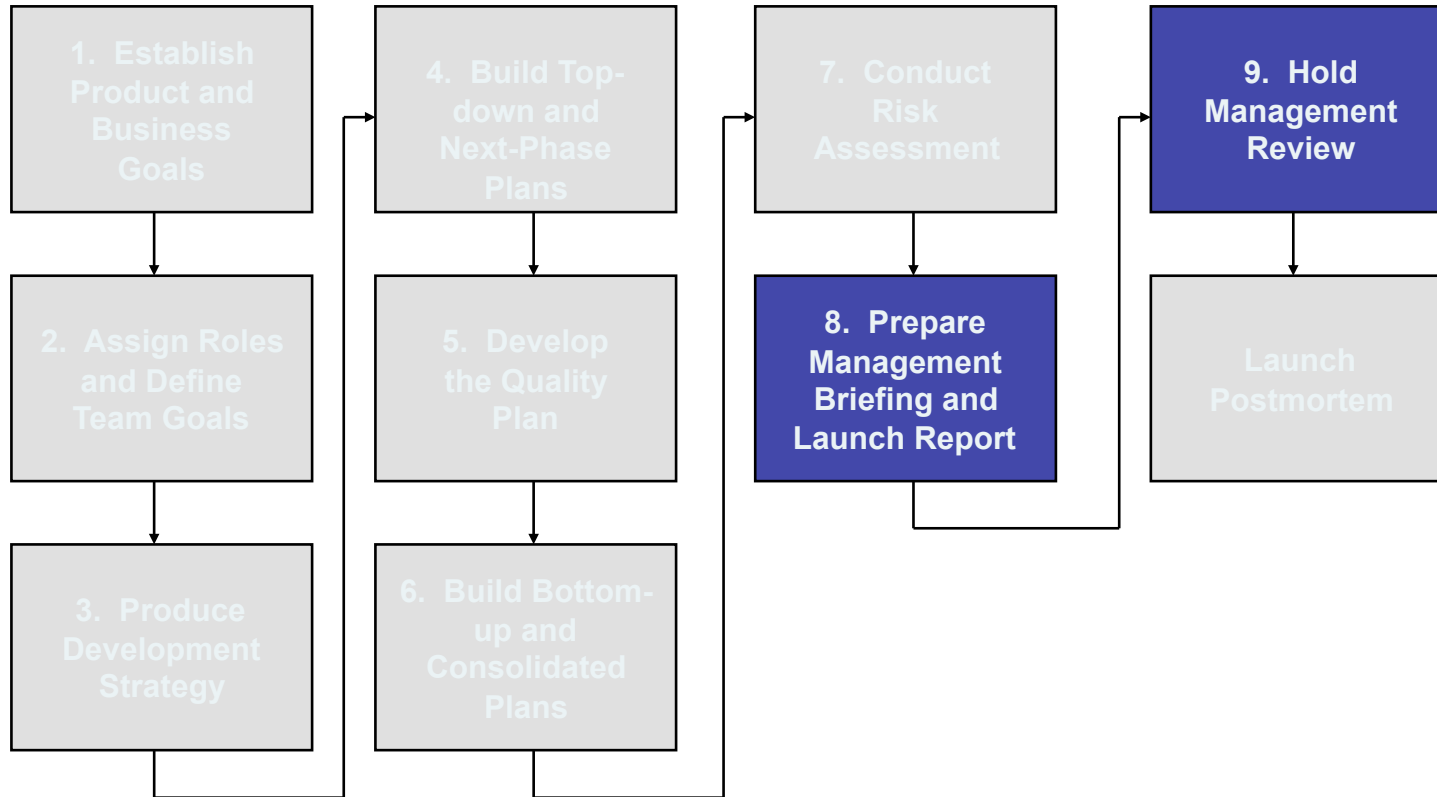 1. Establish
Product and
Business
Goals
2. Assign Roles
and Define
Team Goals
3. Produce
Development
Strategy
4. Build Top-
down and
Next-Phase
Plans
5. Develop
the Quality
Plan
6. Build Bottom-
up and
Consolidated
Plans
7. Conduct
Risk
Assessment
8. Prepare
Management
Briefing and
Launch Report
9. Hold
Management
Review
Launch
Postmortem